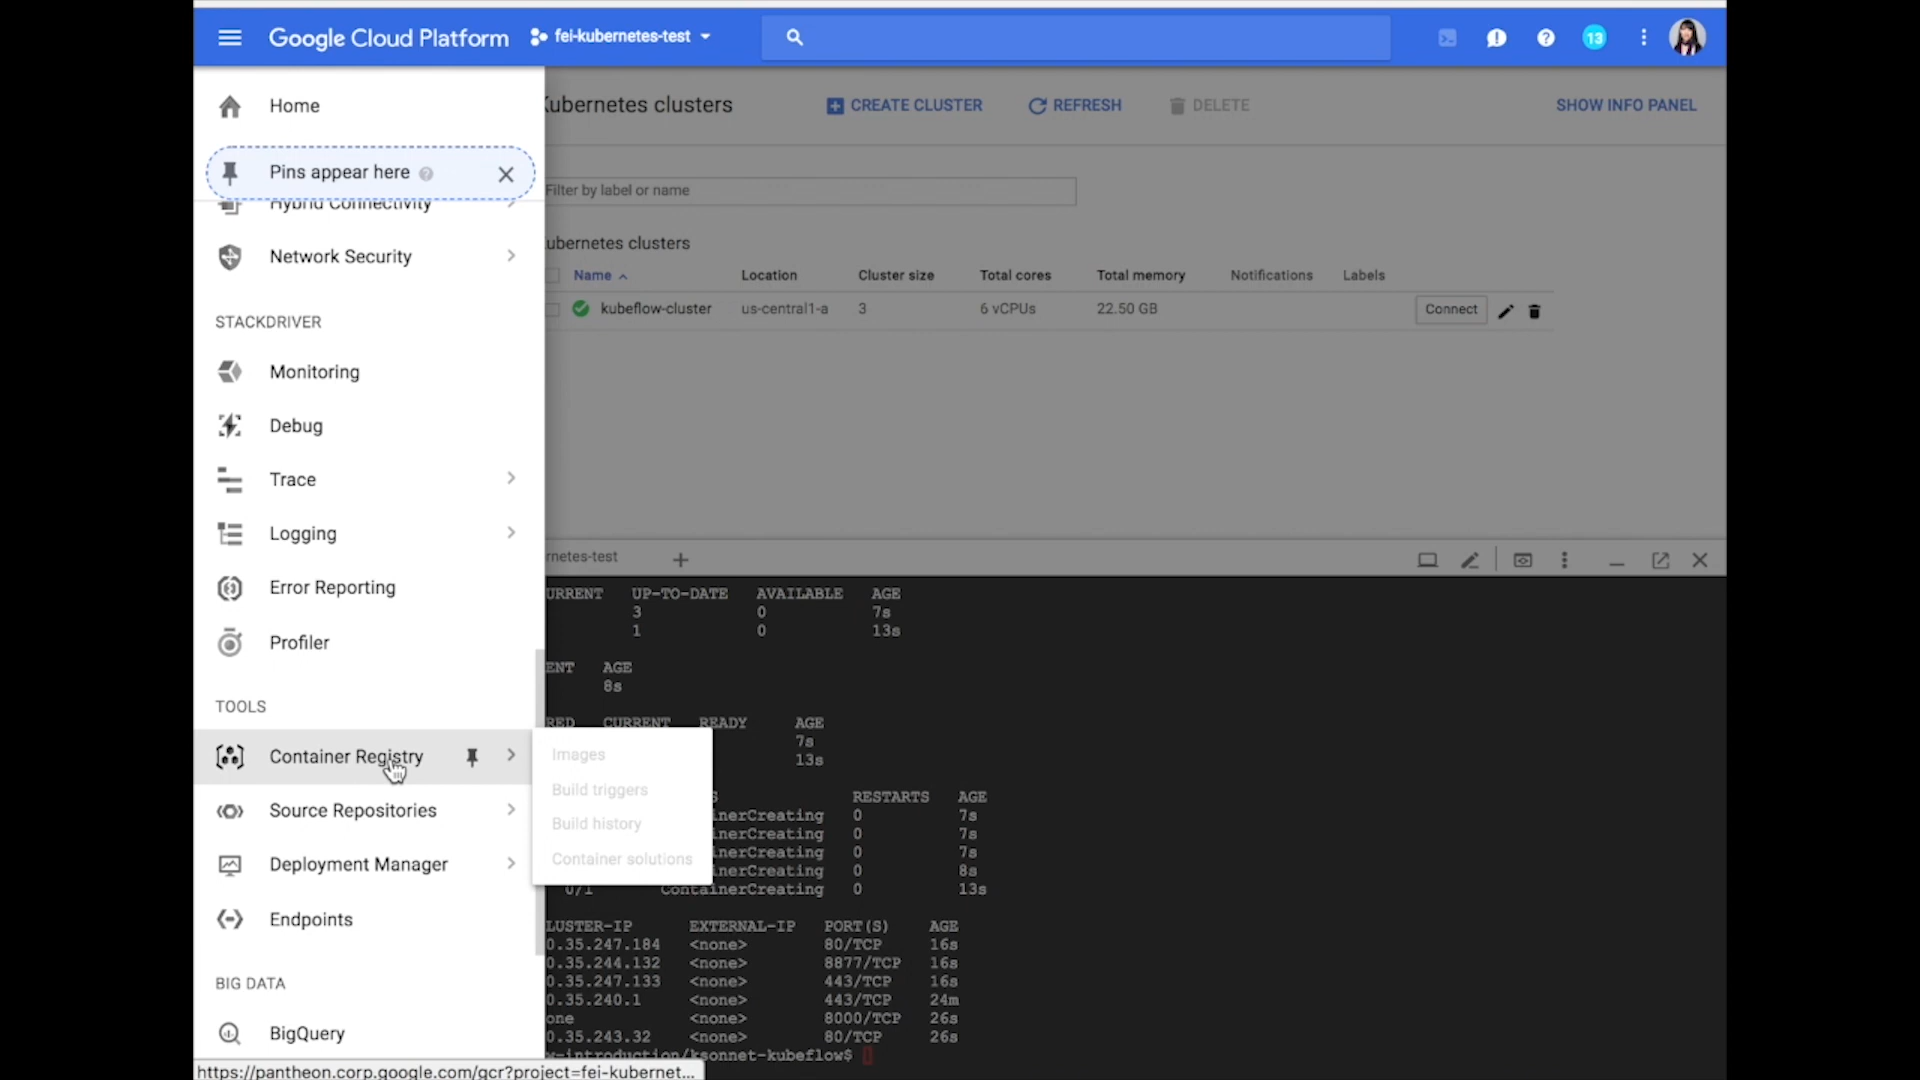 Google Cloud Platform
fei-kubernetes-test
13
Home
Pins appear here
Hybrid Connectivity
Network Security
STACKDRIVER
Monitoring
Debug
Trace
Logging
Error Reporting
Profiler
TOOLS
Container Registry
Source Repositories
Deployment Manager
Endpoints
BIG DATA
BigQuery
Images
Build triggers
Build history
Container solutions
https://pantheon.corp.google.com/gcr?project=fei-kubernet...
Kubernetes clusters
CREATE CLUSTER
REFRESH
DELETE
SHOW INFO PANEL
Filter by label or name
ubernetes clusters
Name Location Cluster size Total cores Total memory Notifications Labels
kubeflow-cluster us-central1-a 3 6 vCPUs 22.50 GB Connect
rnetes-test
URRENT UP-TO-DATE AVAILABLE AGE
3 0 7s
1 0 13s
ENT AGE
8s
RED CURRENT READY AGE
7s
13s
S RESTARTS AGE
inerCreating 0 7s
inerCreating 0 7s
inerCreating 0 7s
inerCreating 0 8s
0/1 ContainerCreating 0 13s
LUSTER-IP EXTERNAL-IP PORT(S) AGE
0.35.247.184 <none> 80/TCP 16s
0.35.244.132 <none> 8877/TCP 16s
0.35.247.133 <none> 443/TCP 16s
0.35.240.1 <none> 443/TCP 24m
one <none> 8000/TCP 26s
0.35.243.32 <none> 80/TCP 26s
w-introduction/ksonnet-kubeflow$